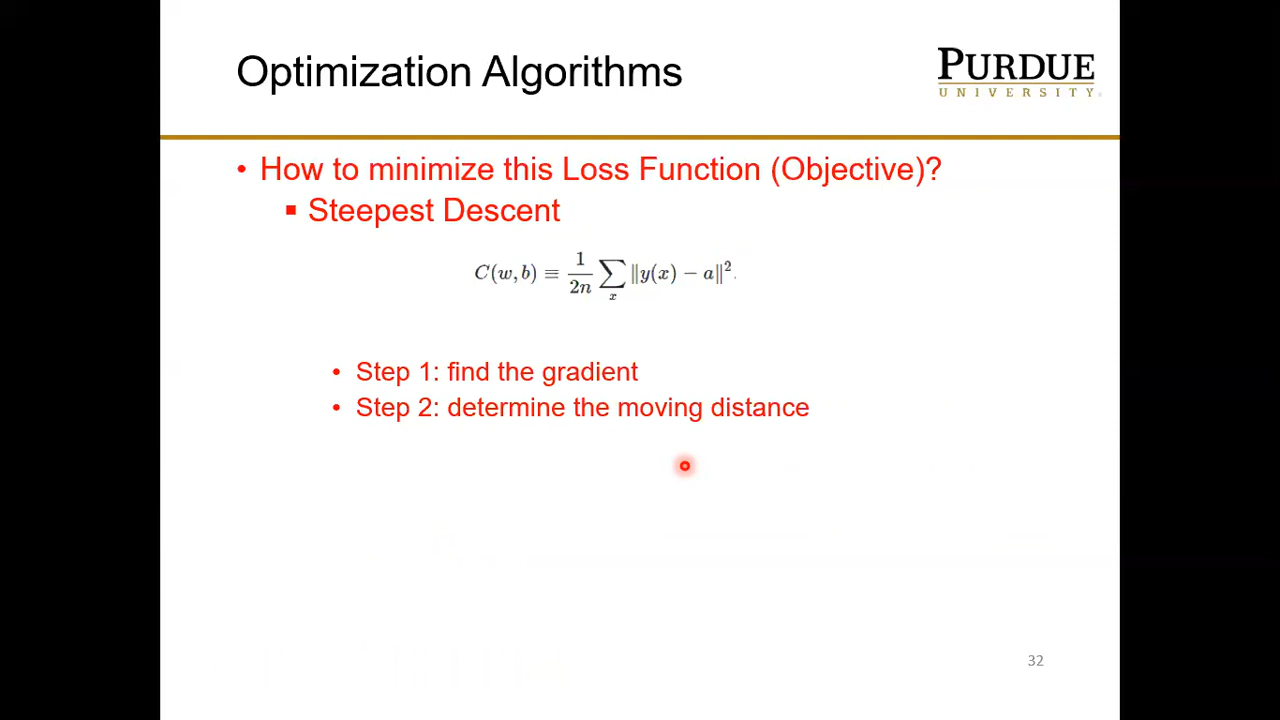 Optimization Algorithms
PURDUE
UNIVERSITY
• How to minimize this Loss Function (Objective)?
▪ Steepest Descent
C(w, b) ≡ 1/2n ∑_x ‖y(x) − a‖².
• Step 1: find the gradient
• Step 2: determine the moving distance
32